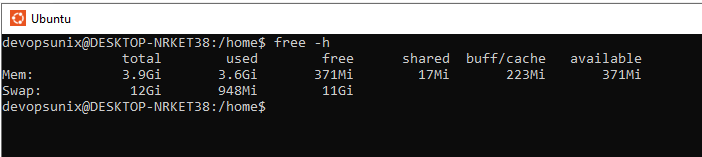 Ubuntu
devopsunix@DESKTOP-NRKET38:/home$ free -h
total used free shared buff/cache available
Mem: 3.9Gi 3.6Gi 371Mi 17Mi 223Mi 371Mi
Swap: 12Gi 948Mi 11Gi
devopsunix@DESKTOP-NRKET38:/home$